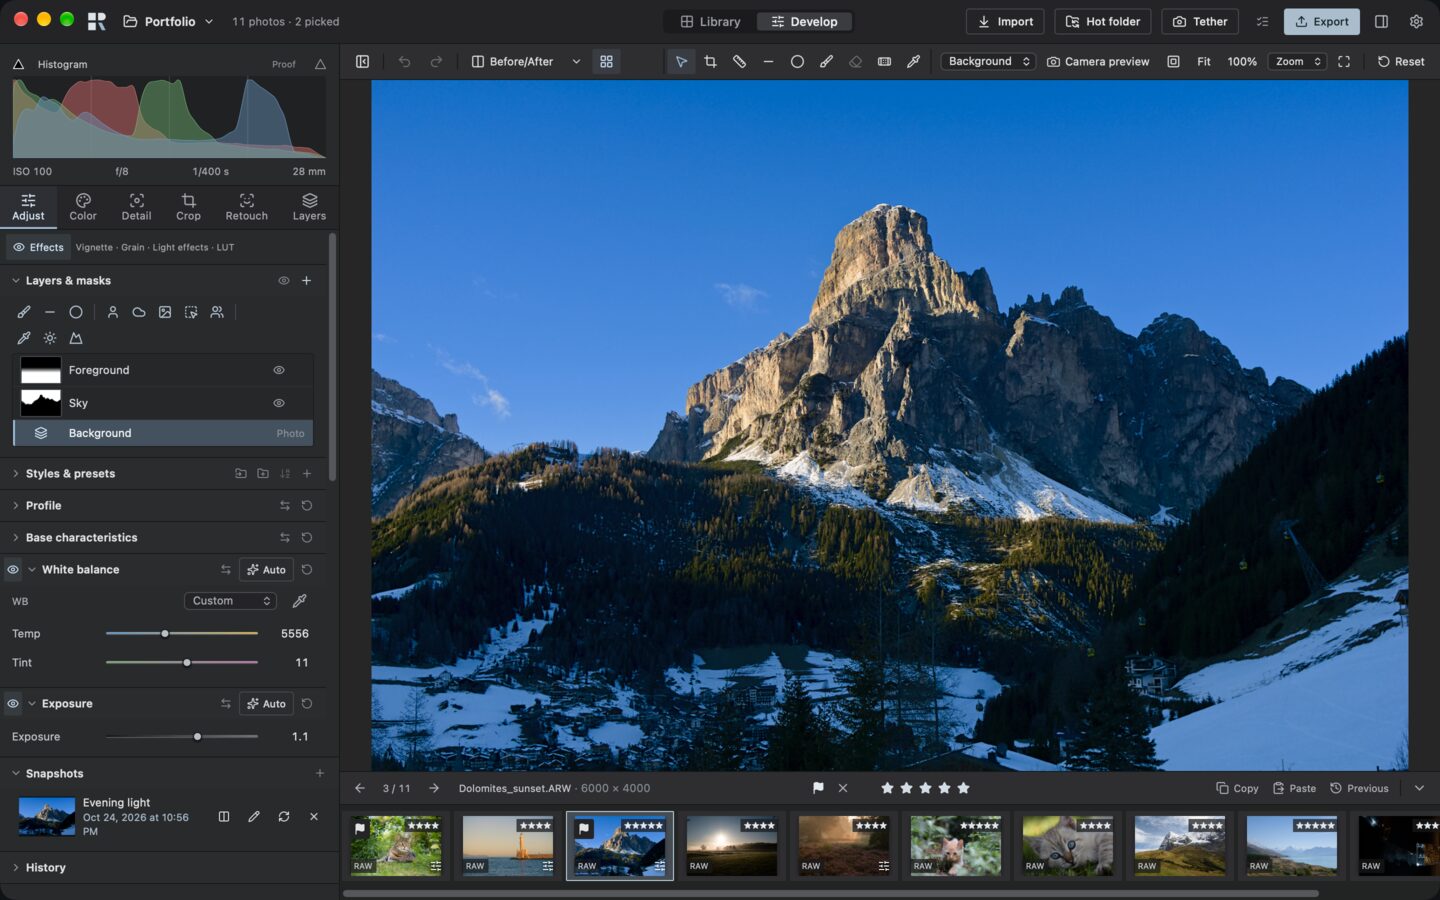 Portfolio
11 photos · 2 picked
Library
Develop
Import
Hot folder
Tether
Export
Histogram
Proof
ISO 100
f/8
1/400 s
28 mm
Before/After
Background
Camera preview
Fit
100%
Zoom
Reset
Adjust
Color
Detail
Crop
Retouch
Layers
Effects
Vignette · Grain · Light effects · LUT
Layers & masks
Foreground
Sky
Background
Photo
Styles & presets
Profile
Base characteristics
White balance
Auto
WB
Custom
Temp
5556
Tint
11
Exposure
Auto
Exposure
1.1
Snapshots
Evening light
Oct 24, 2026 at 10:56
PM
History
3 / 11
Dolomites_sunset.ARW · 6000 × 4000
Copy
Paste
Previous
RAW
RAW
RAW
RAW
RAW
RAW
RAW
RAW
RAW
RAW